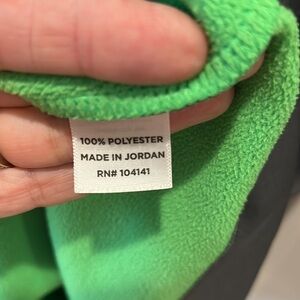 100% POLYESTER
MADE IN JORDAN
RN# 104141